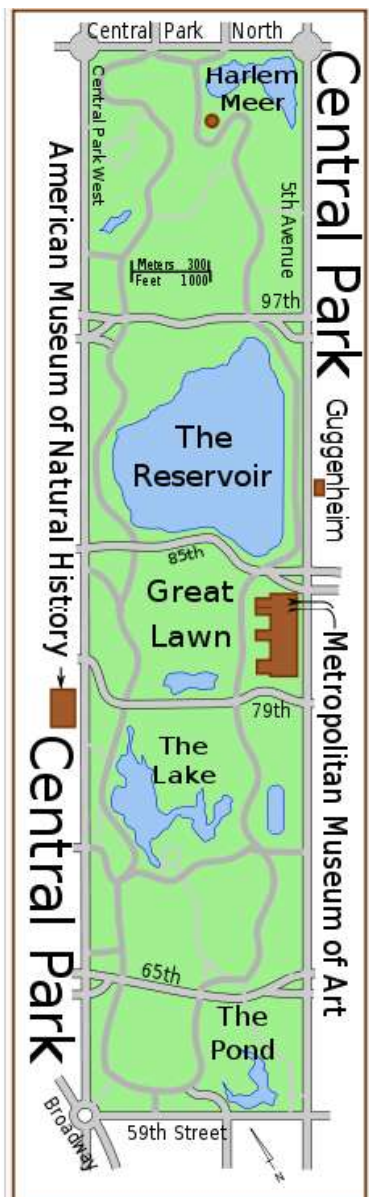 Central Park North
Harlem
Meer
Central Park West
Central Park
American Museum of Natural History
5th Avenue
Meters 300
Feet 1000
97th
The
Reservoir
Guggenheim
85th
Great
Lawn
Metropolitan Museum of Art
79th
The
Lake
Central Park
65th
The
Pond
Broadway
59th Street
N